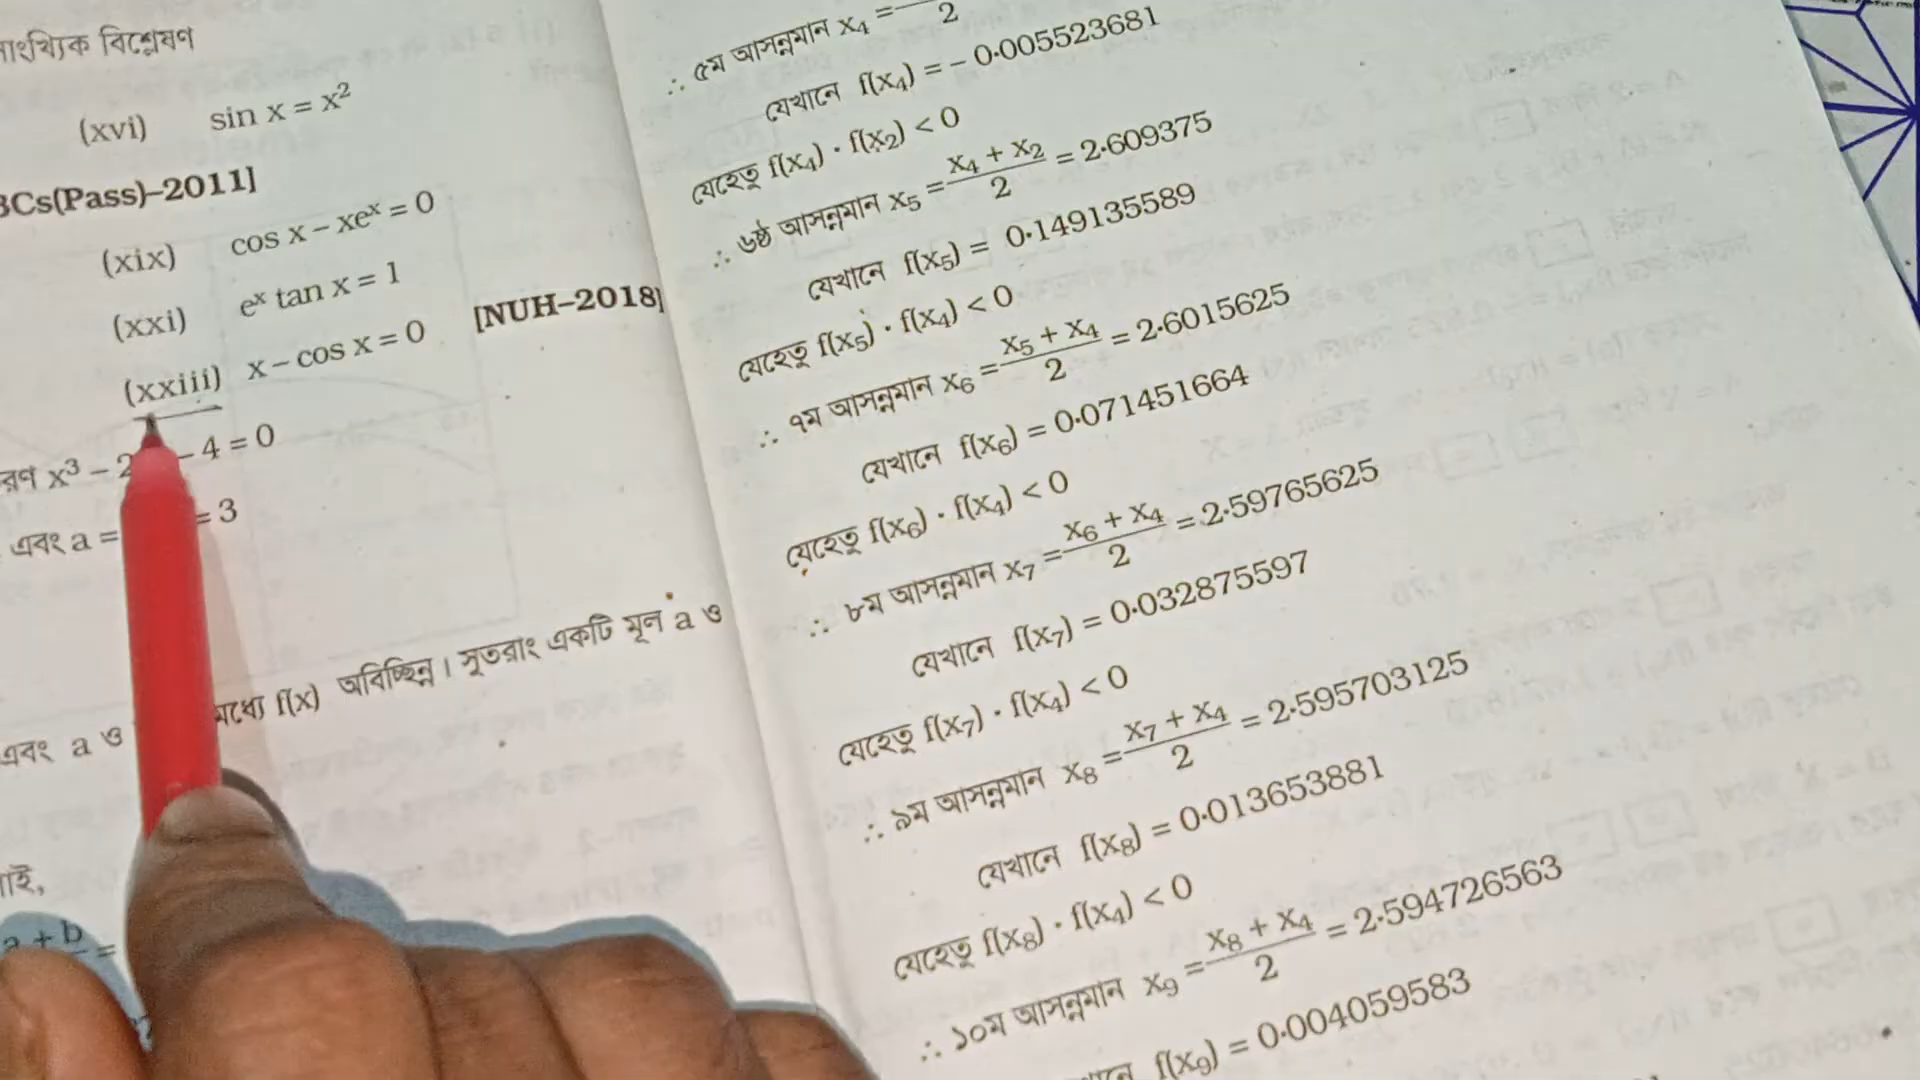 সাংখ্যিক বিশ্লেষণ
(xvi) sin x = x²
BCs(Pass)–2011]
(xix) cos x – xeˣ = 0
(xxi) eˣ tan x = 1
(xxiii) x – cos x = 0 [NUH–2018]
x³ – 2 – 4 = 0
এবং a = = 3
এবং a ও মধ্যে f(x) অবিচ্ছিন্ন। সুতরাং একটি মূল a ও
a + b =
∴ ৫ম আসন্নমান x₄ = 2
যেখানে f(x₄) = – 0·005523681
যেহেতু f(x₄) · f(x₂) < 0
∴ ৬ষ্ঠ আসন্নমান x₅ = (x₄ + x₂)/2 = 2·609375
যেখানে f(x₅) = 0·149135589
যেহেতু f(x₅) · f(x₄) < 0
∴ ৭ম আসন্নমান x₆ = (x₅ + x₄)/2 = 2·6015625
যেখানে f(x₆) = 0·071451664
যেহেতু f(x₆) · f(x₄) < 0
∴ ৮ম আসন্নমান x₇ = (x₆ + x₄)/2 = 2·59765625
যেখানে f(x₇) = 0·032875597
যেহেতু f(x₇) · f(x₄) < 0
∴ ৯ম আসন্নমান x₈ = (x₇ + x₄)/2 = 2·595703125
যেখানে f(x₈) = 0·013653881
যেহেতু f(x₈) · f(x₄) < 0
∴ ১০ম আসন্নমান x₉ = (x₈ + x₄)/2 = 2·594726563
f(x₉) = 0·004059583